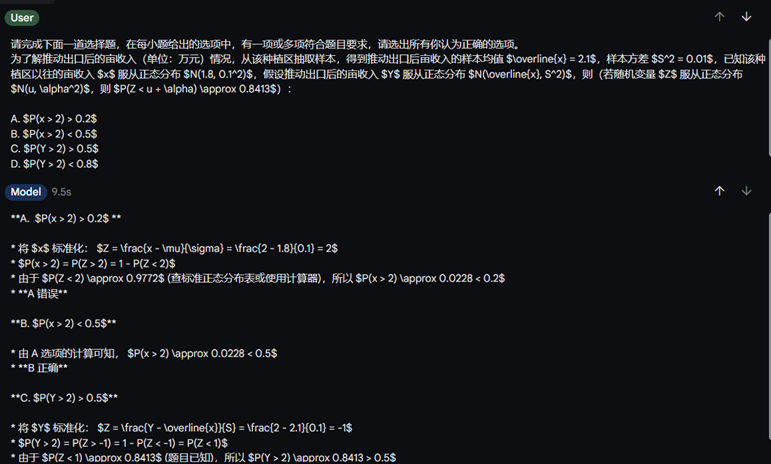 User
请完成下面一道选择题，在每小题给出的选项中，有一项或多项符合题目要求，请选出所有你认为正确的选项。
为了解推动出口后的亩收入（单位：万元）情况，从该种植区抽取样本，得到推动出口后亩收入的样本均值 $\overline{x} = 2.1$，样本方差 $S^2 = 0.01$，已知该种
植区以往的亩收入 $x$ 服从正态分布 $N(1.8, 0.1^2)$，假设推动出口后的亩收入 $Y$ 服从正态分布 $N(\overline{x}, S^2)$，则（若随机变量 $Z$ 服从正态分布
$N(u, \alpha^2)$，则 $P(Z < u + \alpha) \approx 0.8413$）：
A. $P(x > 2) > 0.2$
B. $P(x > 2) < 0.5$
C. $P(Y > 2) > 0.5$
D. $P(Y > 2) < 0.8$
Model 9.5s
**A.  $P(x > 2) > 0.2$ **
* 将 $x$ 标准化： $Z = \frac{x - \mu}{\sigma} = \frac{2 - 1.8}{0.1} = 2$
* $P(x > 2) = P(Z > 2) = 1 - P(Z < 2)$
* 由于 $P(Z < 2) \approx 0.9772$ (查标准正态分布表或使用计算器)，所以 $P(x > 2) \approx 0.0228 < 0.2$
* **A 错误**
**B. $P(x > 2) < 0.5$**
* 由 A 选项的计算可知， $P(x > 2) \approx 0.0228 < 0.5$
* **B 正确**
**C. $P(Y > 2) > 0.5$**
* 将 $Y$ 标准化： $Z = \frac{Y - \overline{x}}{S} = \frac{2 - 2.1}{0.1} = -1$
* $P(Y > 2) = P(Z > -1) = 1 - P(Z < -1) = P(Z < 1)$
* 由于 $P(Z < 1) \approx 0.8413$ (题目已知)，所以 $P(Y > 2) \approx 0.8413 > 0.5$